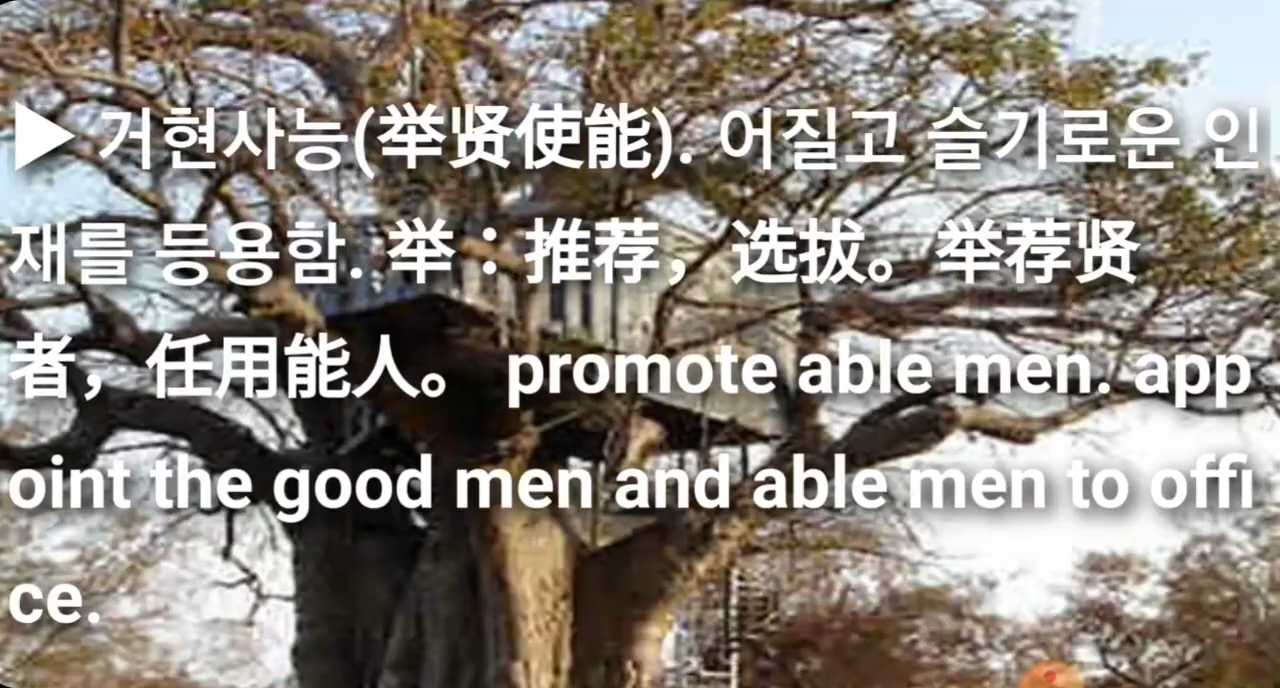 ▶ 거현사능(举贤使能). 어질고 슬기로운 인
재를 등용함. 举：推荐，选拔。举荐贤
者，任用能人。 promote able men. app
oint the good men and able men to offi
ce.